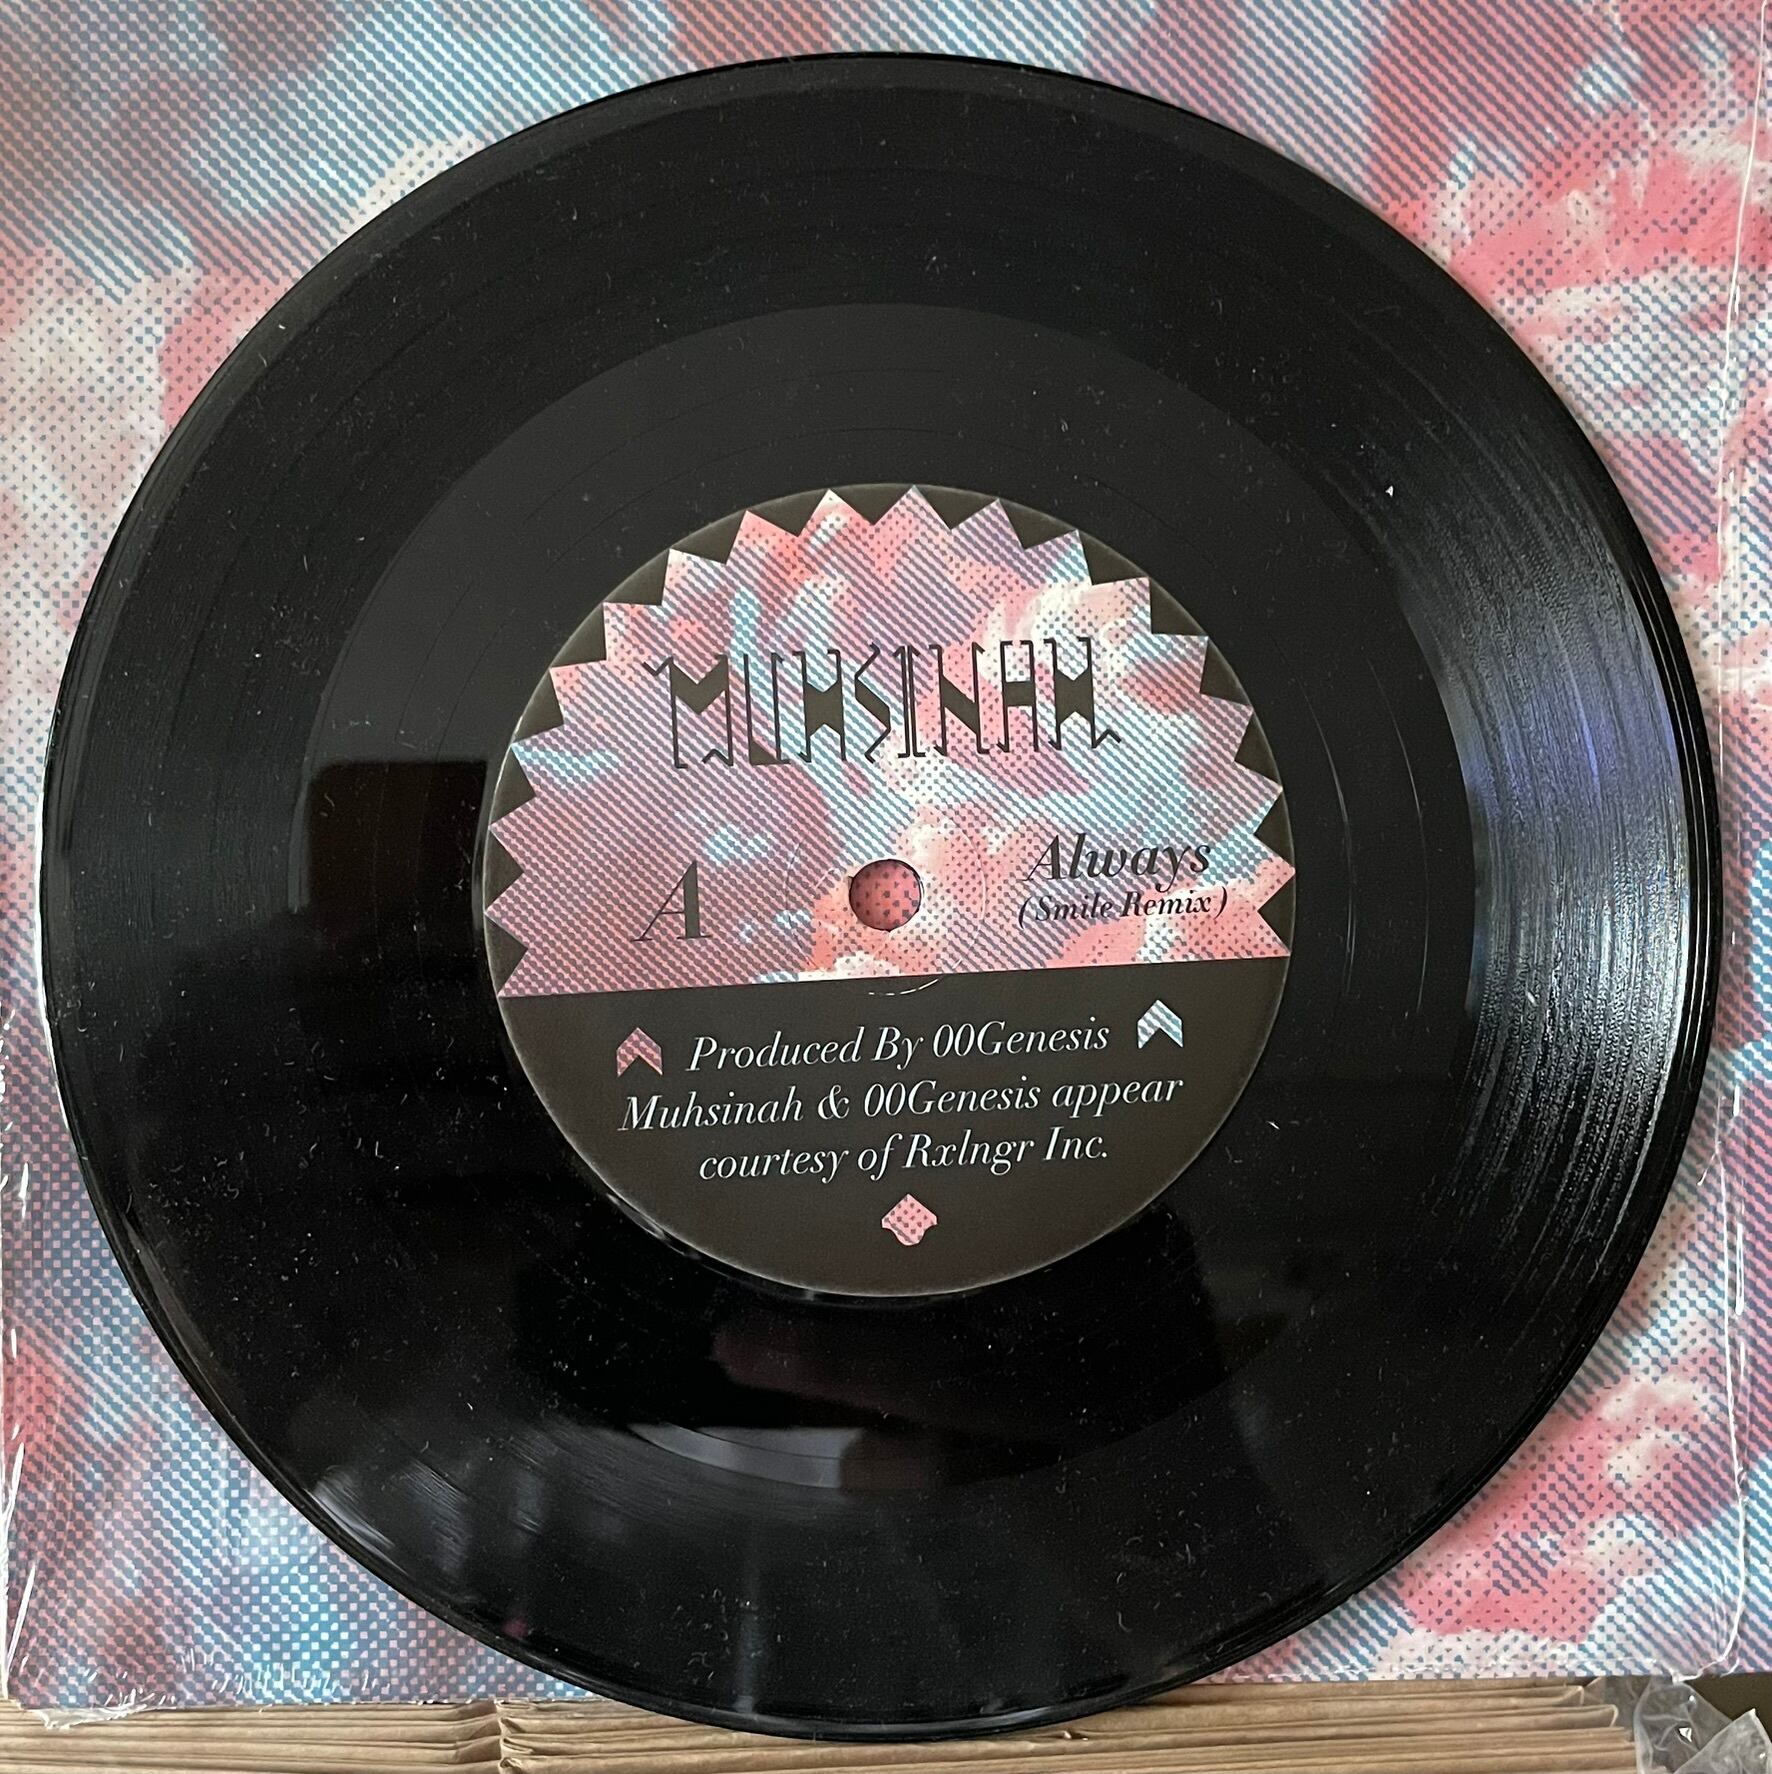 MUHSINAH
A
Always
(Smile Remix)
Produced By 00Genesis
Muhsinah & 00Genesis appear
courtesy of Rxlngr Inc.